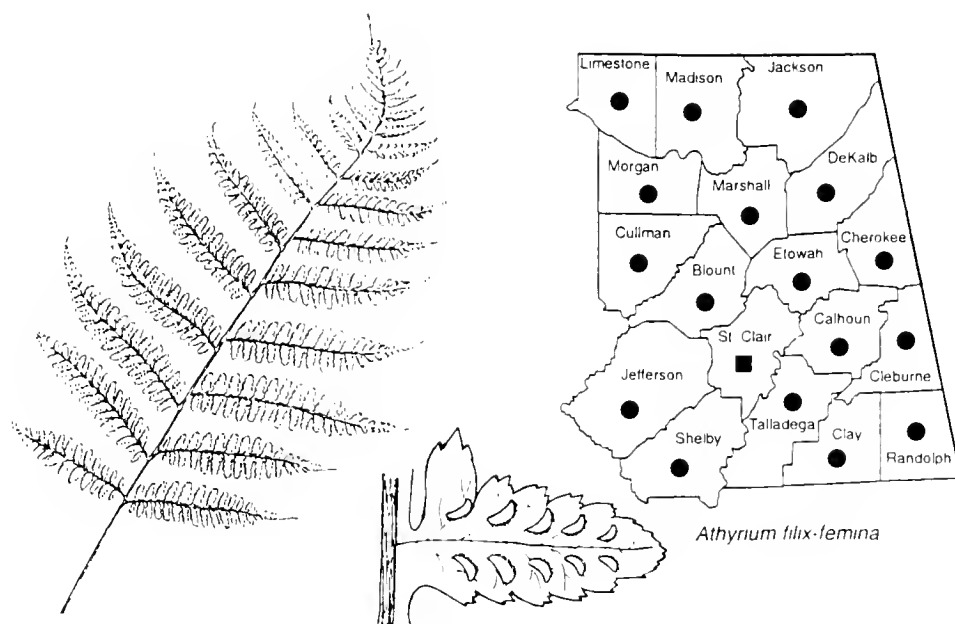 Limestone
Madison
Jackson
Morgan
Marshall
DeKalb
Cullman
Blount
Etowah
Cherokee
St. Clair
Calhoun
Jefferson
Cleburne
Talladega
Shelby
Clay
Randolph
Athyrium filix-femina